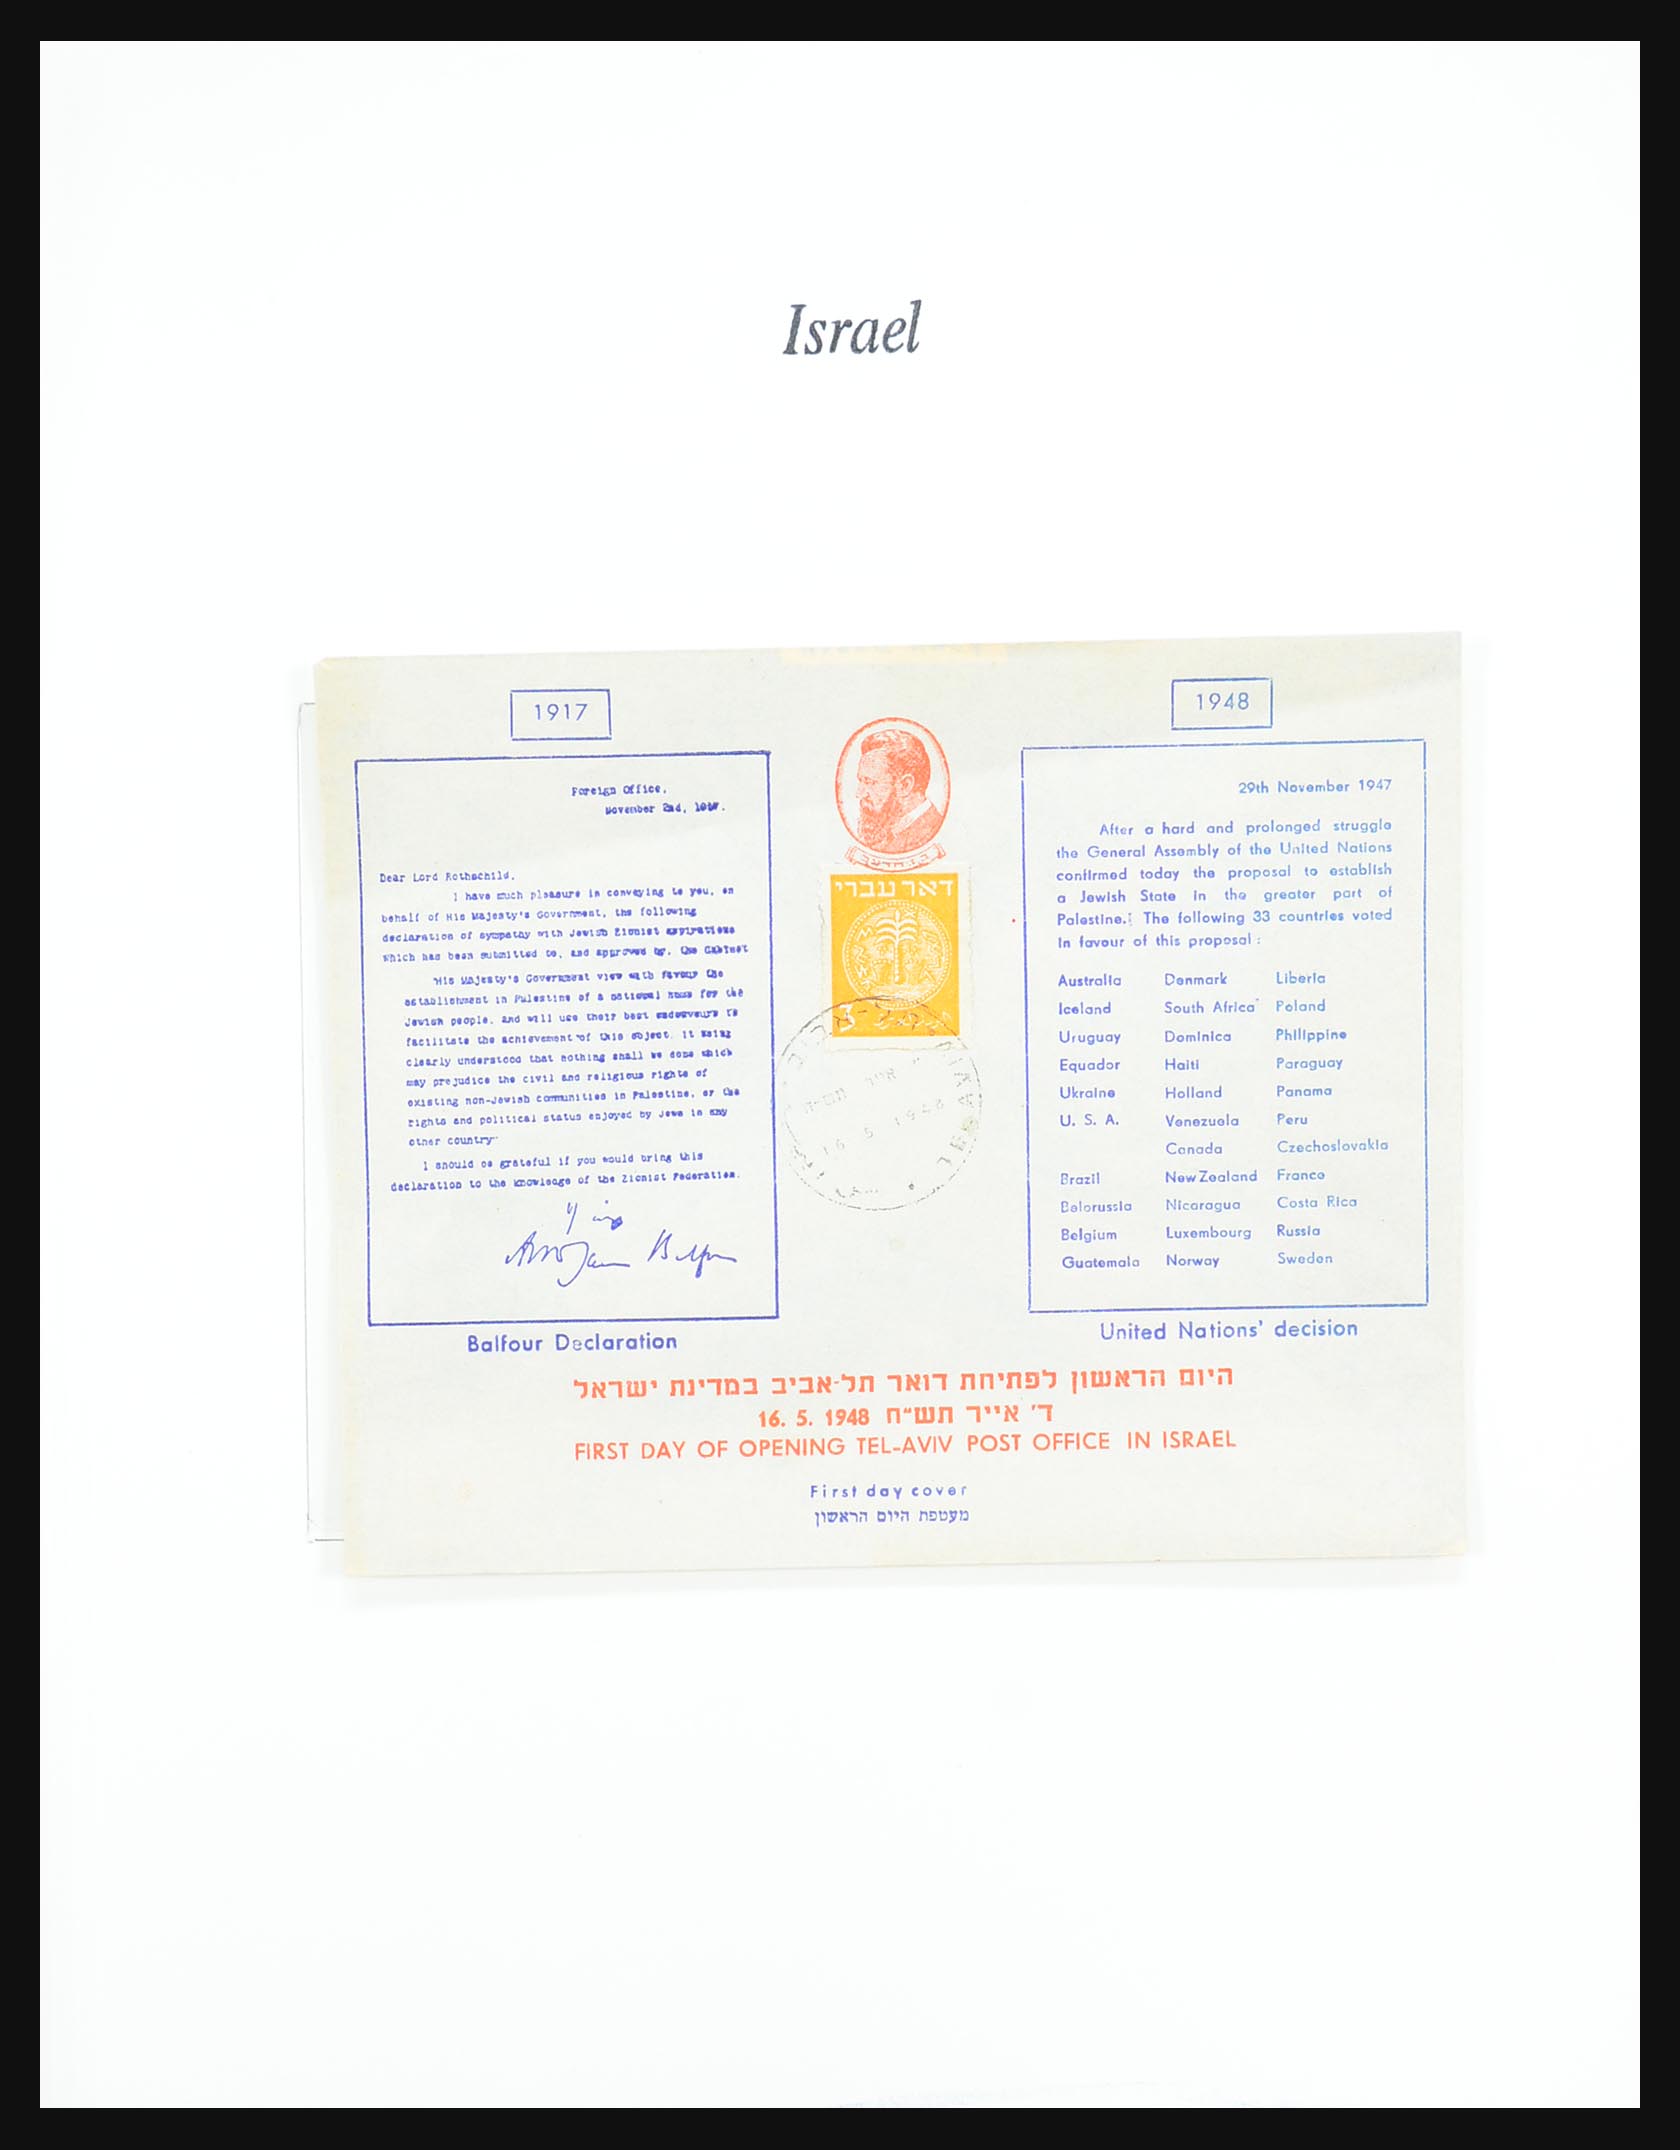 Israel
1917
Foreign Office,
November 2nd, 1917.
Dear Lord Rothschild,
I have much pleasure in conveying to you, on
behalf of His Majesty's Government, the following
declaration of sympathy with Jewish Zionist aspirations
which has been submitted to, and approved by, the Cabinet
"His Majesty's Government view with favour the
establishment in Palestine of a national home for the
Jewish people, and will use their best endeavours to
facilitate the achievement of this object, it being
clearly understood that nothing shall be done which
may prejudice the civil and religious rights of
existing non-Jewish communities in Palestine, or the
rights and political status enjoyed by Jews in any
other country"
I should be grateful if you would bring this
declaration to the knowledge of the Zionist Federation.
Balfour Declaration
דאר עברי
3
16 5 1948
1948
29th November 1947
After a hard and prolonged struggle
the General Assembly of the United Nations
confirmed today the proposal to establish
a Jewish State in the greater part of
Palestine. The following 33 countries voted
in favour of this proposal :
Australia Denmark Liberia
Iceland South Africa Poland
Uruguay Dominica Philippine
Equador Haiti Paraguay
Ukraine Holland Panama
U. S. A. Venezuela Peru
Canada Czechoslovakia
Brazil New Zealand France
Belorussia Nicaragua Costa Rica
Belgium Luxembourg Russia
Guatemala Norway Sweden
United Nations' decision
היום הראשון לפתיחת דואר תל-אביב במדינת ישראל
ד' אייר תש"ח 16. 5. 1948
FIRST DAY OF OPENING TEL-AVIV POST OFFICE IN ISRAEL
First day cover
מעטפת היום הראשון